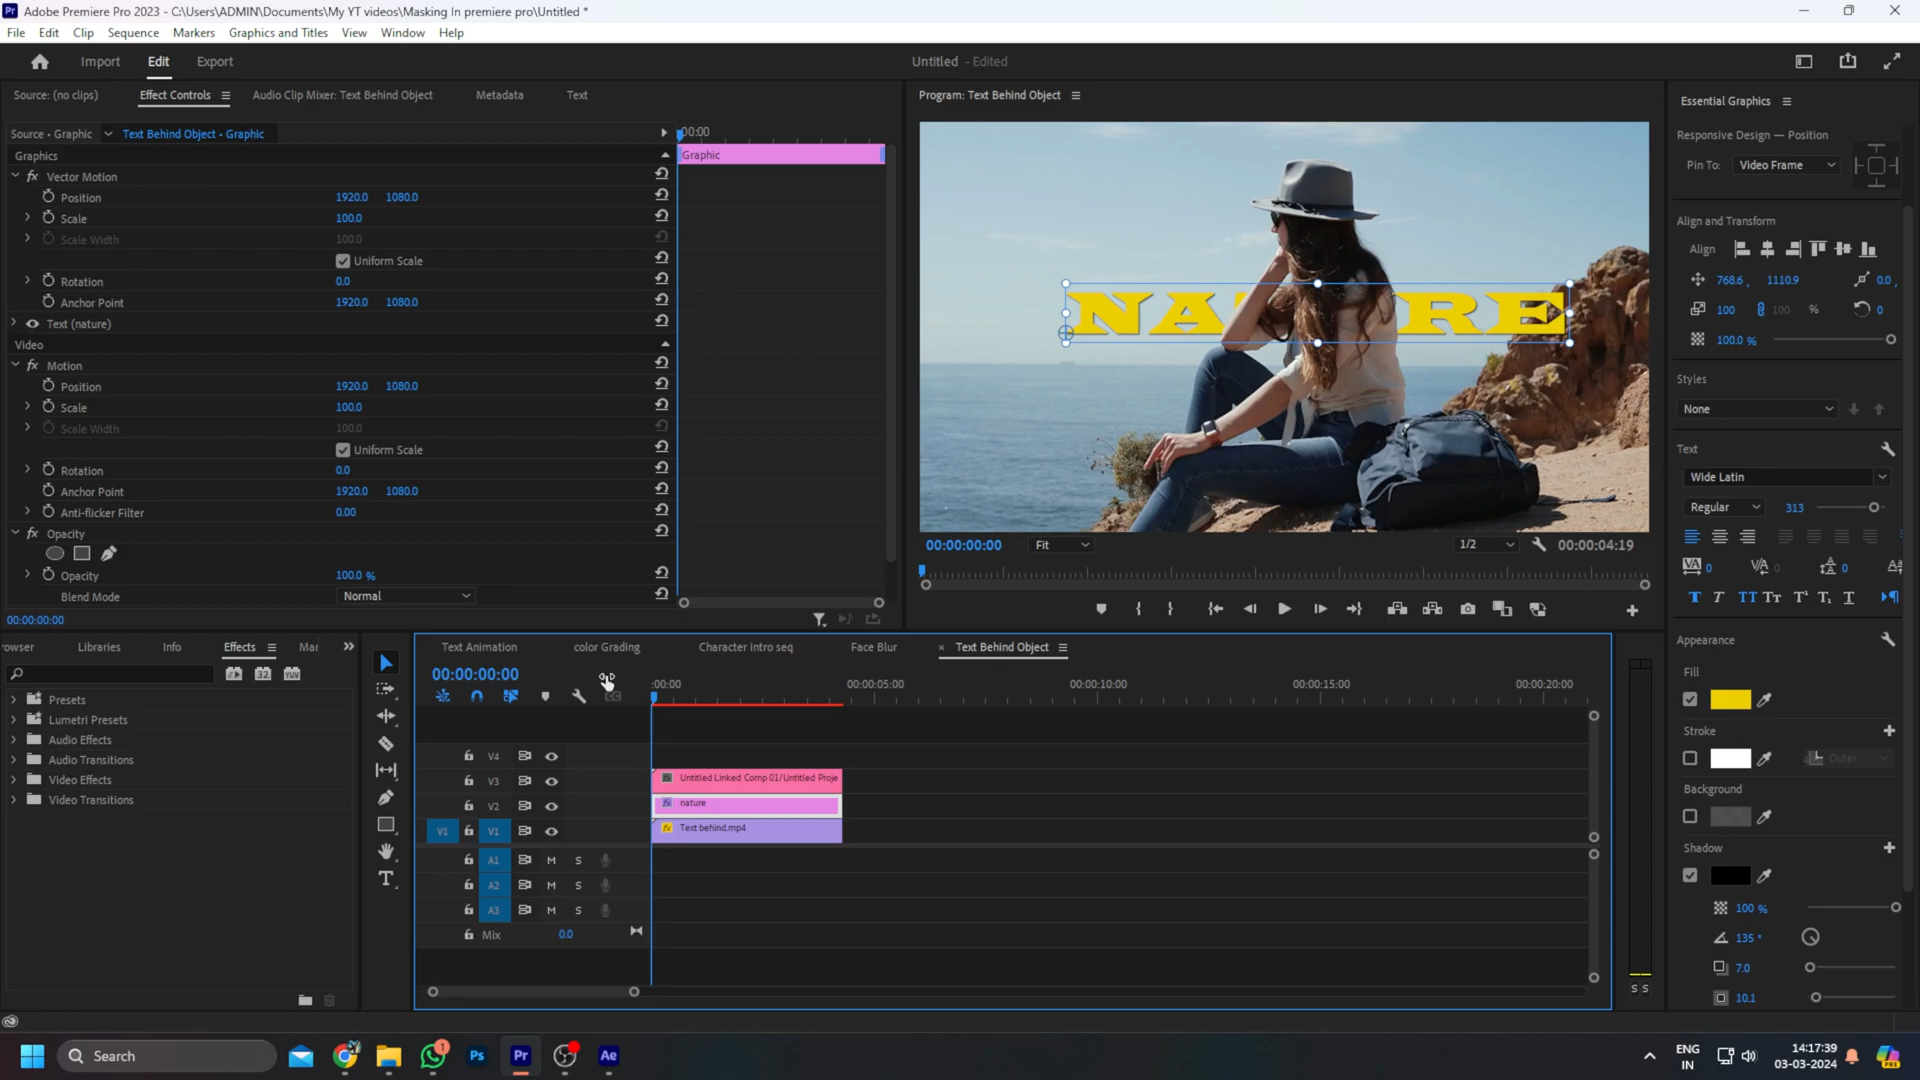 Adobe Premiere Pro 2023 - C:\Users\ADMIN\Documents\My YT videos\Masking In premiere pro\Untitled *
File Edit Clip Sequence Markers Graphics and Titles View Window Help
Import Edit Export Untitled - Edited
Source: (no clips) Effect Controls Audio Clip Mixer: Text Behind Object Metadata Text
Source • Graphic Text Behind Object • Graphic :00:00
Graphics Graphic
fx Vector Motion
Position 1920.0 1080.0
Scale 100.0
Scale Width 100.0
Uniform Scale
Rotation 0.0
Anchor Point 1920.0 1080.0
Text (nature)
Video
fx Motion
Position 1920.0 1080.0
Scale 100.0
Scale Width 100.0
Uniform Scale
Rotation 0.0
Anchor Point 1920.0 1080.0
Anti-flicker Filter 0.00
fx Opacity
Opacity 100.0 %
Blend Mode Normal
00:00:00:00
Program: Text Behind Object
NA RE
00:00:00:00 Fit 1/2 00:00:04:19
Essential Graphics
Responsive Design — Position
Pin To: Video Frame
Align and Transform
Align
768.6 , 1110.9 0.0 ,
100 100 % 0
100.0 %
Styles
None
Text
Wide Latin
Regular 313
0 0 0
Appearance
Fill
Stroke
Outer
Background
Shadow
100 %
135 °
7.0
10.1
rowser Libraries Info Effects Mar
Presets
Lumetri Presets
Audio Effects
Audio Transitions
Video Effects
Video Transitions
Text Animation color Grading Character intro seq Face Blur Text Behind Object
00:00:00:00
:00:00 00:00:05:00 00:00:10:00 00:00:15:00 00:00:20:00
V4
V3 Untitled Linked Comp 01/Untitled Proje
V2 fx nature
V1 V1 fx Text behind.mp4
A1 M S
A2 M S
A3 M S
Mix 0.0
S S
Search 1 Ps Pr Ae ENG IN 14:17:39 03-03-2024 PRE